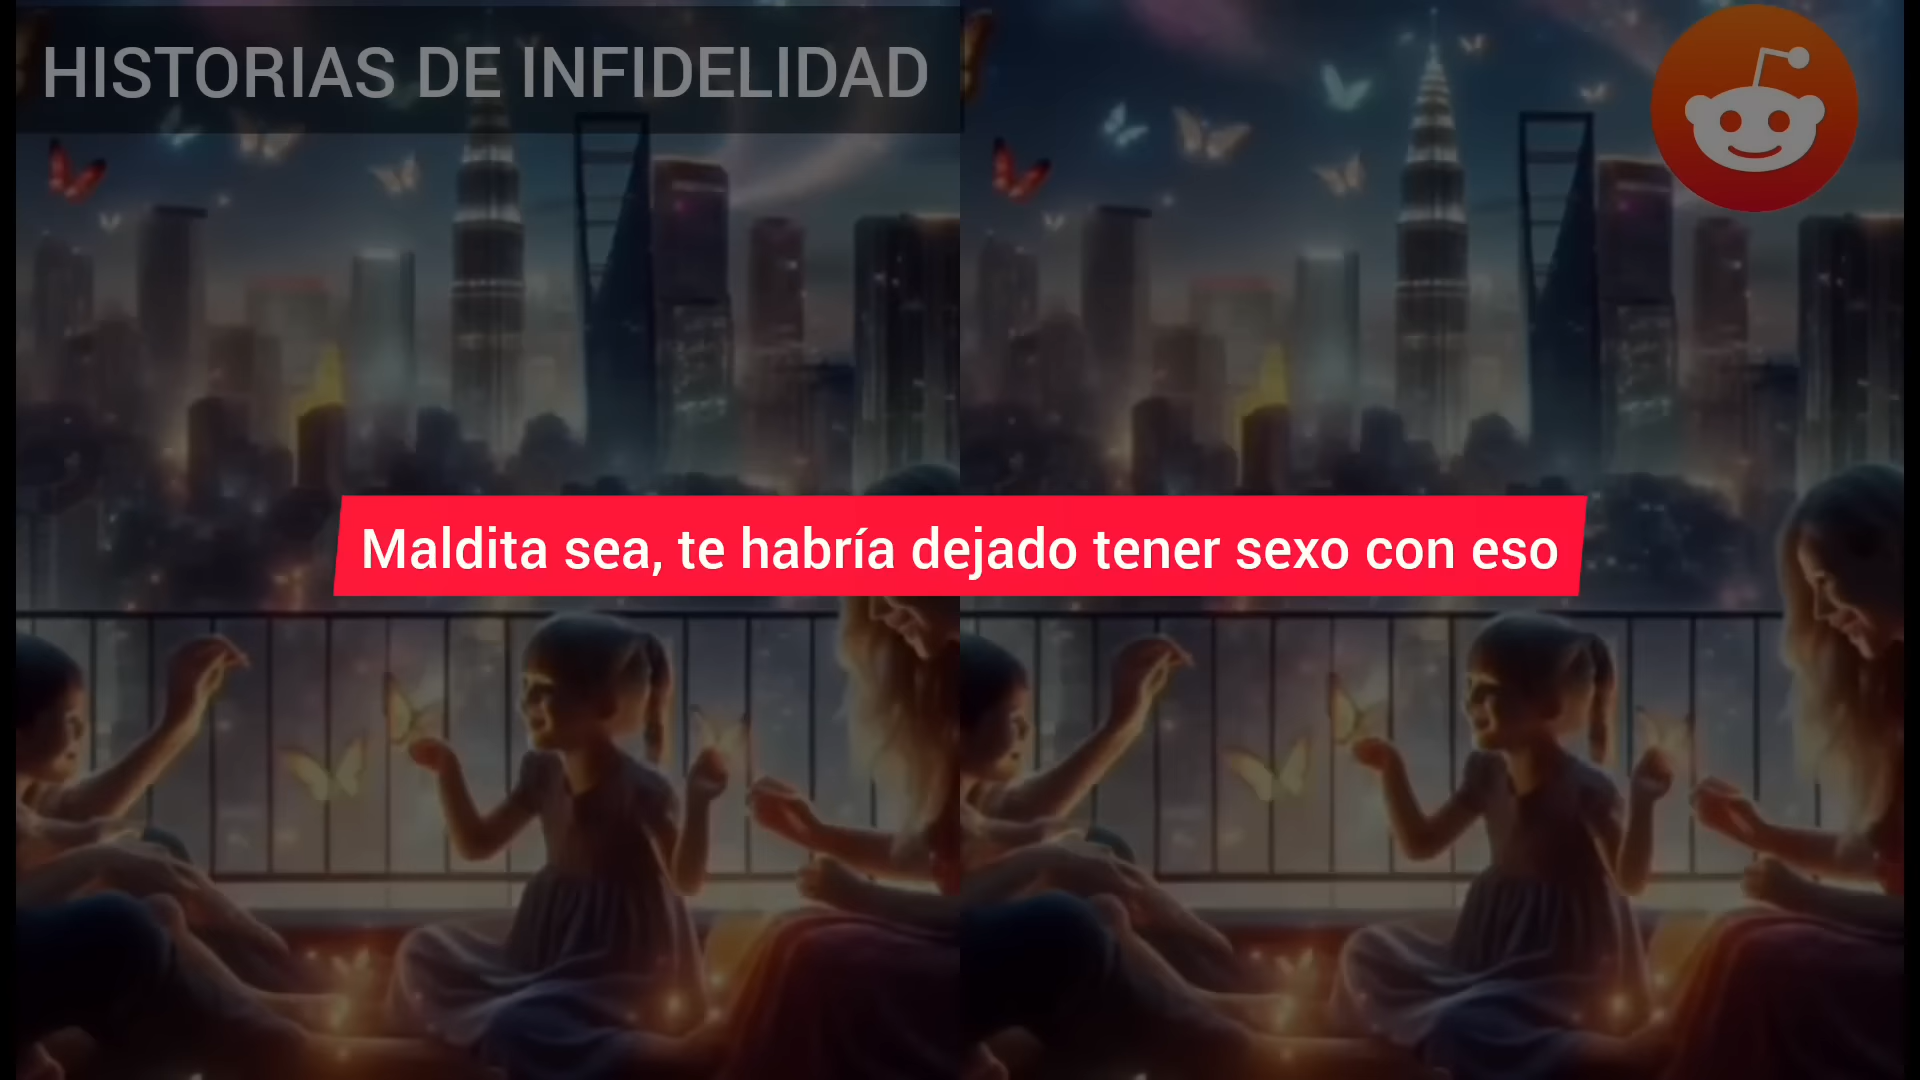 HISTORIAS DE INFIDELIDAD
Maldita sea, te habría dejado tener sexo con eso